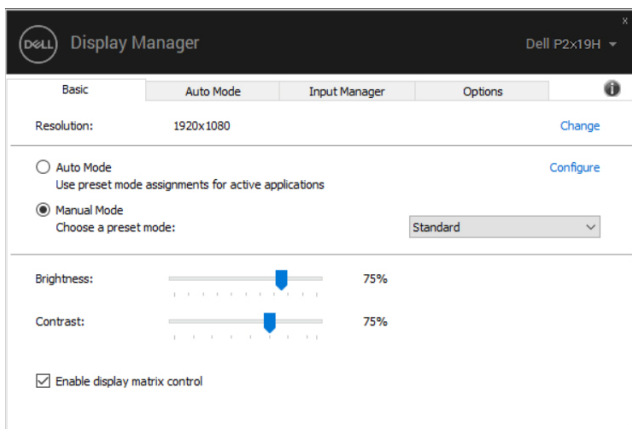 x
DELL Display Manager Dell P2x19H
Basic Auto Mode Input Manager Options
Resolution: 1920x1080 Change
Auto Mode Configure
Use preset mode assignments for active applications
Manual Mode
Choose a preset mode: Standard
Brightness: 75%
Contrast: 75%
Enable display matrix control